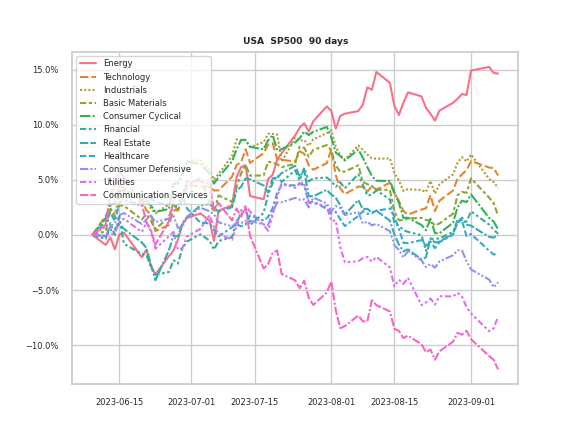 USA  SP500  90 days
Energy
Technology
Industrials
Basic Materials
Consumer Cyclical
Financial
Real Estate
Healthcare
Consumer Defensive
Utilities
Communication Services
15.0%
10.0%
5.0%
0.0%
−5.0%
−10.0%
2023-06-15
2023-07-01
2023-07-15
2023-08-01
2023-08-15
2023-09-01